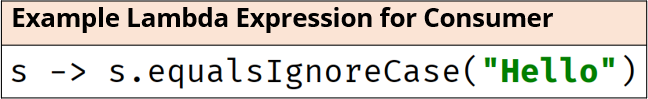 Example Lambda Expression for Consumer
s -> s.equalsIgnoreCase("Hello")